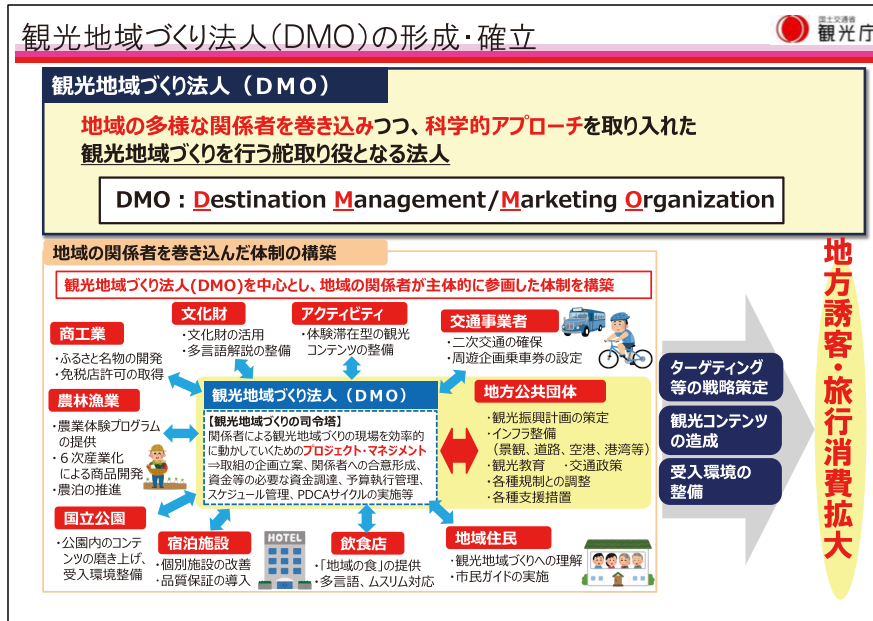 観光地域づくり法人(DMO)の形成・確立
国土交通省
観光庁
観光地域づくり法人（DMO）
地域の多様な関係者を巻き込みつつ、科学的アプローチを取り入れた
観光地域づくりを行う舵取り役となる法人
DMO : Destination Management/Marketing Organization
地域の関係者を巻き込んだ体制の構築
観光地域づくり法人(DMO)を中心とし、地域の関係者が主体的に参画した体制を構築
商工業
・ふるさと名物の開発
・免税店許可の取得
文化財
・文化財の活用
・多言語解説の整備
アクティビティ
・体験滞在型の観光
コンテンツの整備
交通事業者
・二次交通の確保
・周遊企画乗車券の設定
農林漁業
・農業体験プログラム
の提供
・６次産業化
による商品開発
・農泊の推進
観光地域づくり法人（DMO）
【観光地域づくりの司令塔】
関係者による観光地域づくりの現場を効率的
に動かしていくためのプロジェクト・マネジメント
⇒取組の企画立案、関係者への合意形成、
資金等の必要な資金調達、予算執行管理、
スケジュール管理、PDCAサイクルの実施等
地方公共団体
・観光振興計画の策定
・インフラ整備
（景観、道路、空港、港湾等）
・観光教育　・交通政策
・各種規制との調整
・各種支援措置
国立公園
・公園内のコンテ
ンツの磨き上げ、
受入環境整備
宿泊施設
・個別施設の改善
・品質保証の導入
HOTEL
飲食店
・「地域の食」の提供
・多言語、ムスリム対応
地域住民
・観光地域づくりへの理解
・市民ガイドの実施
ターゲティング
等の戦略策定
観光コンテンツ
の造成
受入環境の
整備
地方誘客・旅行消費拡大